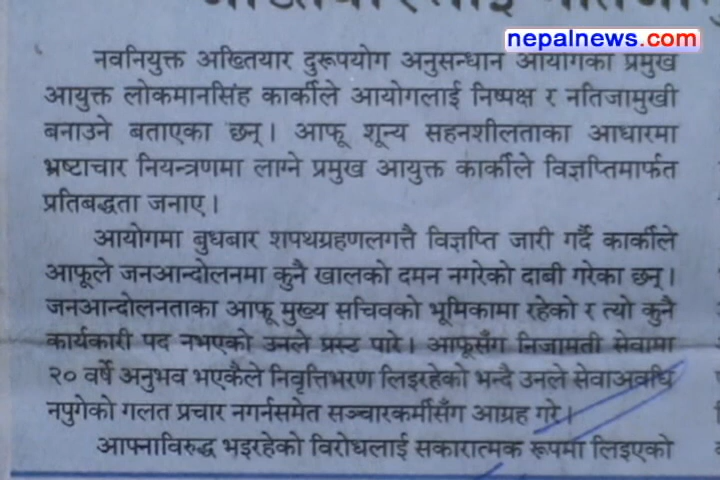 nepalnews.com
नवनियुक्त अख्तियार दुरूपयोग अनुसन्धान आयोगका प्रमुख
आयुक्त लोकमानसिंह कार्कीले आयोगलाई निष्पक्ष र नतिजामुखी
बनाउने बताएका छन् । आफू शून्य सहनशीलताका आधारमा
भ्रष्टाचार नियन्त्रणमा लाग्ने प्रमुख आयुक्त कार्कीले विज्ञप्तिमार्फत
प्रतिबद्धता जनाए ।
आयोगमा बुधबार शपथग्रहणलगत्तै विज्ञप्ति जारी गर्दै कार्कीले
आफूले जनआन्दोलनमा कुनै खालको दमन नगरेको दाबी गरेका छन् ।
जनआन्दोलनताका आफू मुख्य सचिवको भूमिकामा रहेको र त्यो कुनै
कार्यकारी पद नभएको उनले प्रस्ट पारे । आफूसँग निजामती सेवामा
२० वर्षे अनुभव भएकैले निवृत्तिभरण लिइरहेको भन्दै उनले सेवाअवधि
नपुगेको गलत प्रचार नगर्नसमेत सञ्चारकर्मीसँग आग्रह गरे ।
आफ्नाविरुद्ध भइरहेको विरोधलाई सकारात्मक रूपमा लिइएको